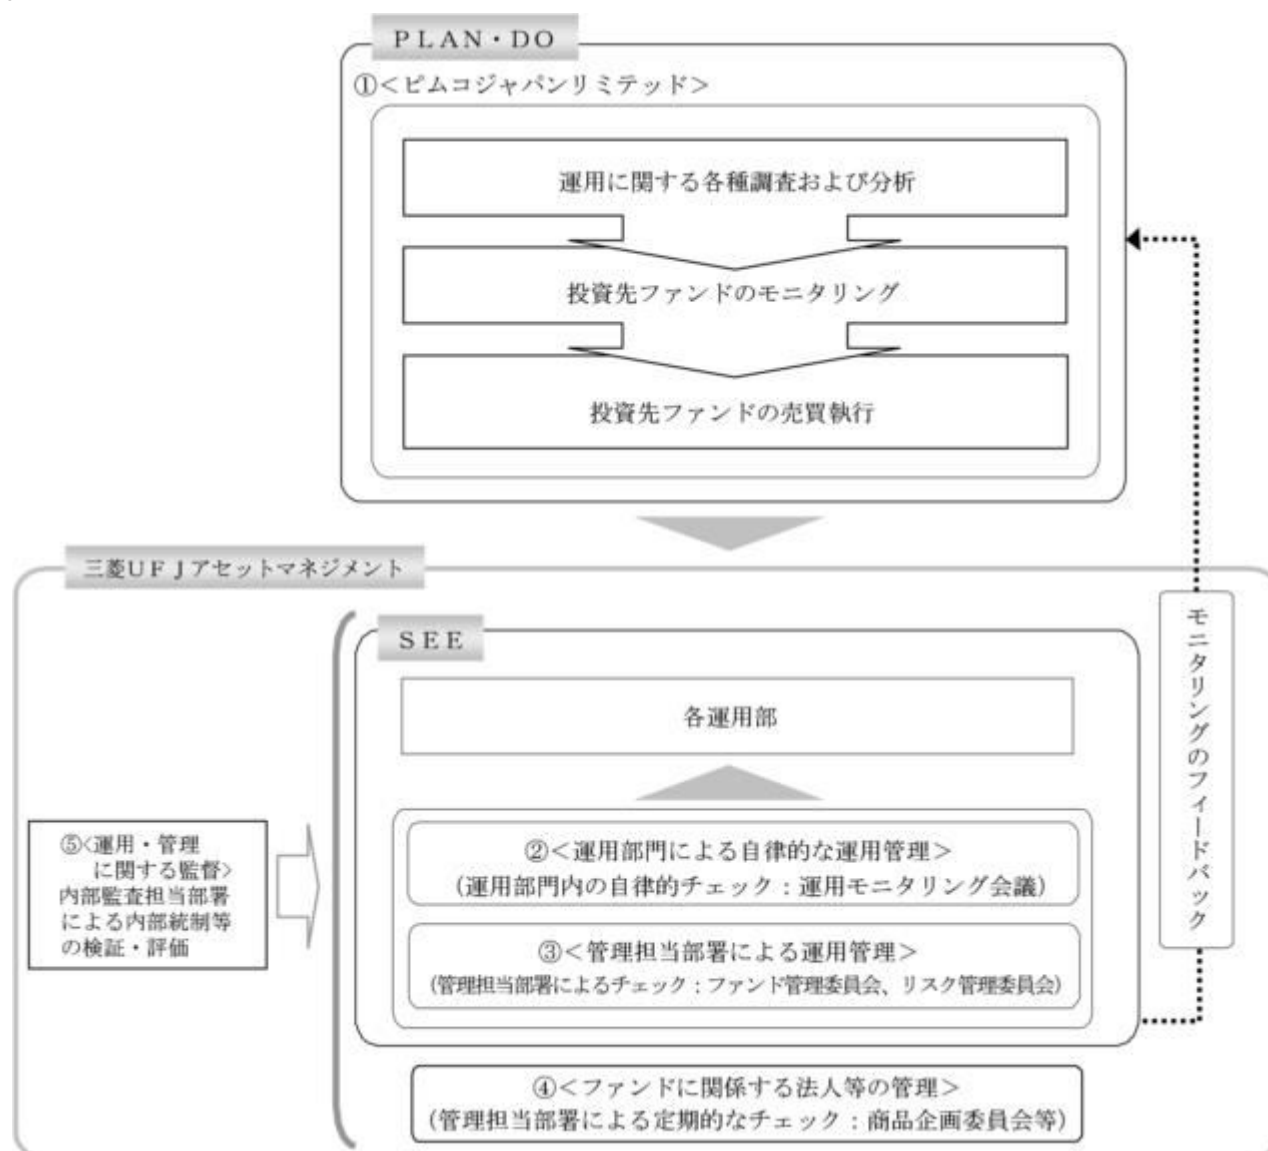 PLAN・DO
①＜ピムコジャパンリミテッド＞
運用に関する各種調査および分析
投資先ファンドのモニタリング
投資先ファンドの売買執行
三菱ＵＦＪアセットマネジメント
SEE
各運用部
②＜運用部門による自律的な運用管理＞
（運用部門内の自律的チェック：運用モニタリング会議）
③＜管理担当部署による運用管理＞
（管理担当部署によるチェック：ファンド管理委員会、リスク管理委員会）
④＜ファンドに関係する法人等の管理＞
（管理担当部署による定期的なチェック：商品企画委員会等）
⑤＜運用・管理
に関する監督＞
内部監査担当部署
による内部統制等
の検証・評価
モニタリングのフィードバック